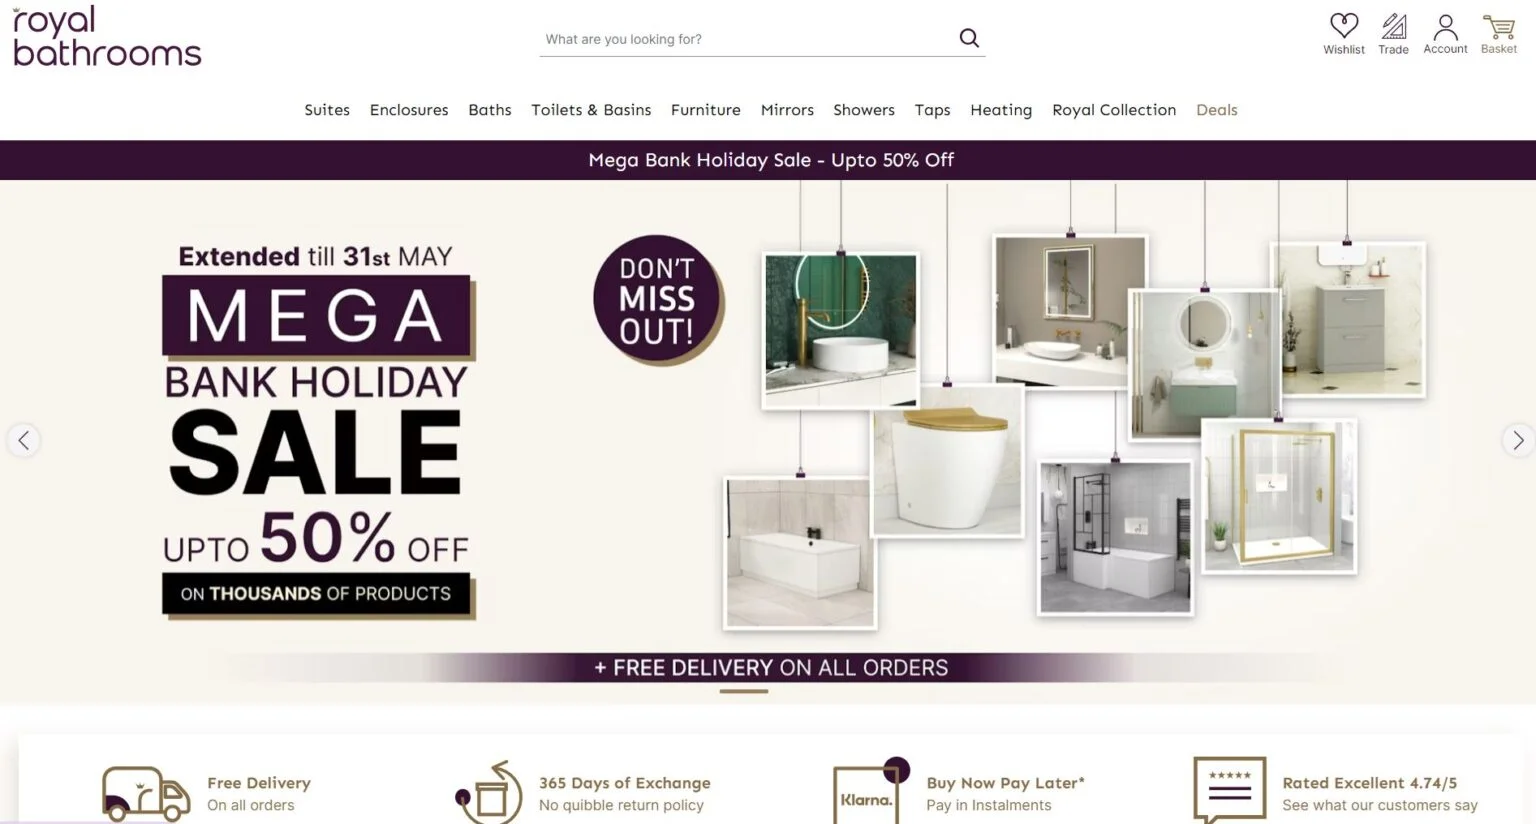 royal
bathrooms
What are you looking for?
Wishlist
Trade
Account
Basket
Suites
Enclosures
Baths
Toilets & Basins
Furniture
Mirrors
Showers
Taps
Heating
Royal Collection
Deals
Mega Bank Holiday Sale - Upto 50% Off
Extended till 31st MAY
MEGA
BANK HOLIDAY
SALE
UPTO 50% OFF
ON THOUSANDS OF PRODUCTS
DON'T
MISS
OUT!
+ FREE DELIVERY ON ALL ORDERS
Free Delivery
On all orders
365 Days of Exchange
No quibble return policy
Klarna.
Buy Now Pay Later*
Pay in Instalments
Rated Excellent 4.74/5
See what our customers say